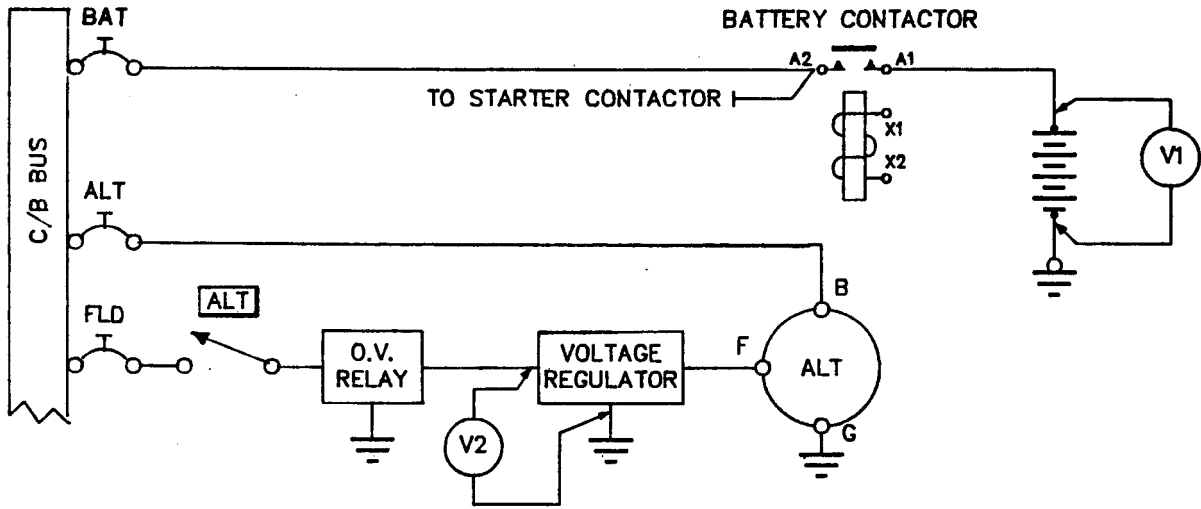 BAT
BATTERY CONTACTOR
A2
A1
TO STARTER CONTACTOR
X1
X2
V1
C/B BUS
ALT
B
FLD
ALT
O.V.
RELAY
VOLTAGE
REGULATOR
F
ALT
V2
G